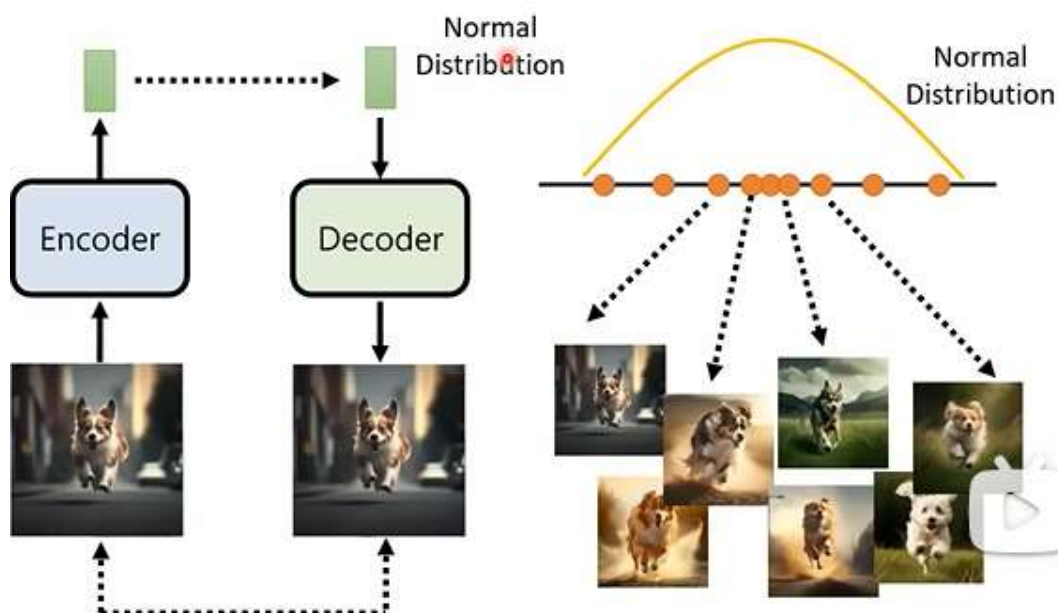 Normal
Distribution
Normal
Distribution
Encoder
Decoder